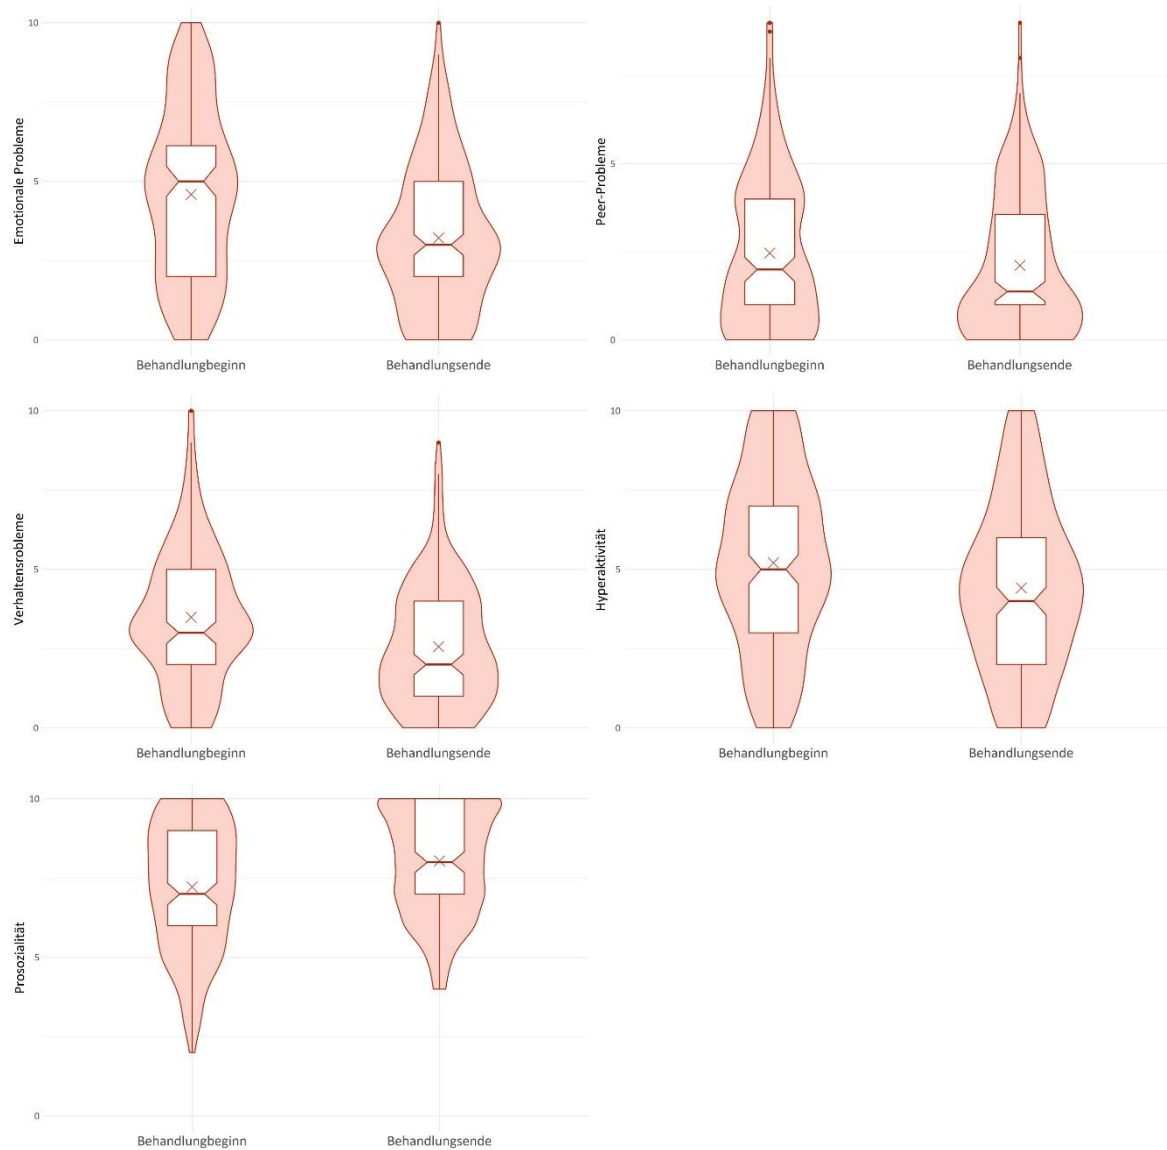 Emotionale Probleme
10
5
0
Behandlungbeginn
Behandlungsende
Peer-Probleme
5
0
Behandlungbeginn
Behandlungsende
Verhaltensrobleme
10
5
0
Behandlungbeginn
Behandlungsende
Hyperaktivität
10
5
0
Behandlungbeginn
Behandlungsende
Prosozialität
10
5
0
Behandlungbeginn
Behandlungsende